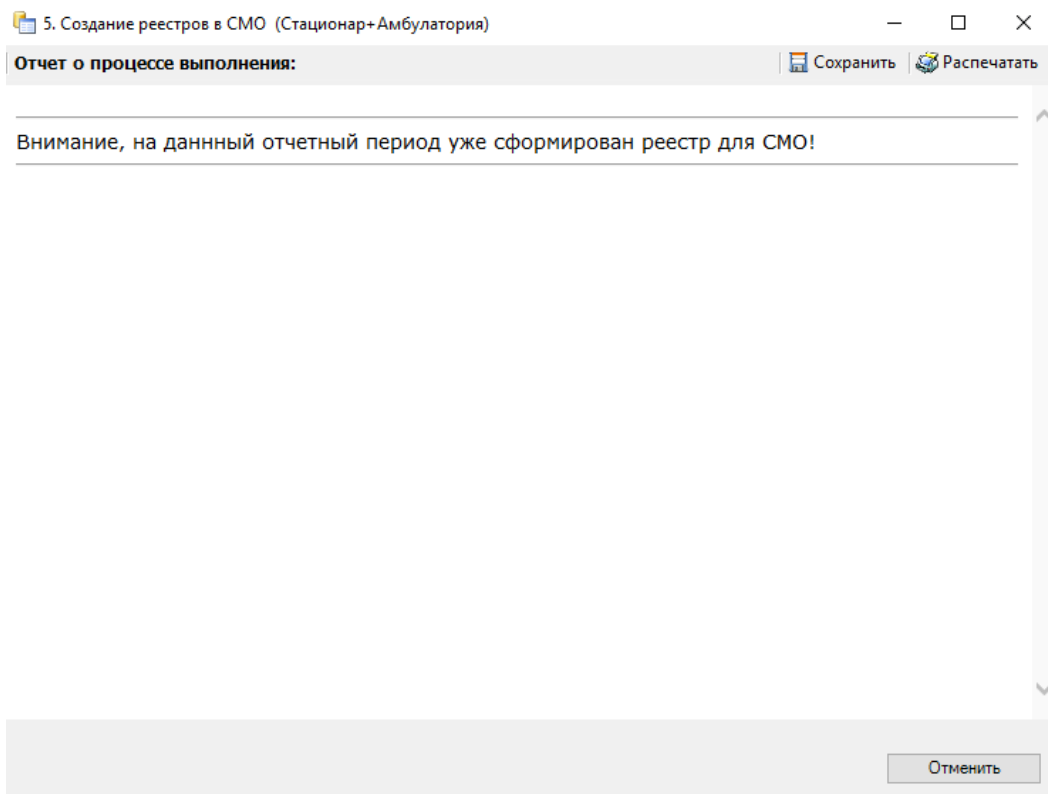 5. Создание реестров в СМО (Стационар+Амбулатория)
Отчет о процессе выполнения:
Сохранить
Распечатать
Внимание, на даннный отчетный период уже сформирован реестр для СМО!
Отменить